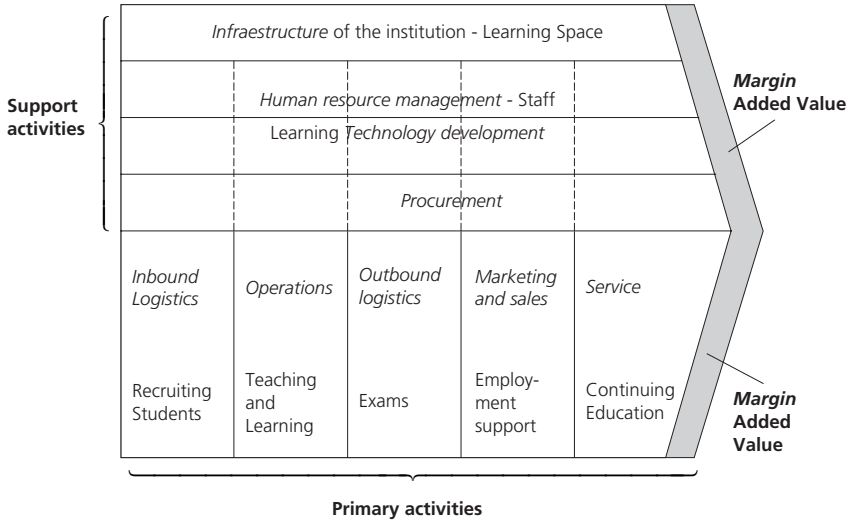 Infraestructure of the institution - Learning Space
Support
activities
Human resource management - Staff
Learning Technology development
Procurement
Margin
Added Value
Inbound
Logistics
Operations
Outbound
logistics
Marketing
and sales
Service
Recruiting
Students
Teaching
and
Learning
Exams
Employ-
ment
support
Continuing
Education
Margin
Added
Value
Primary activities